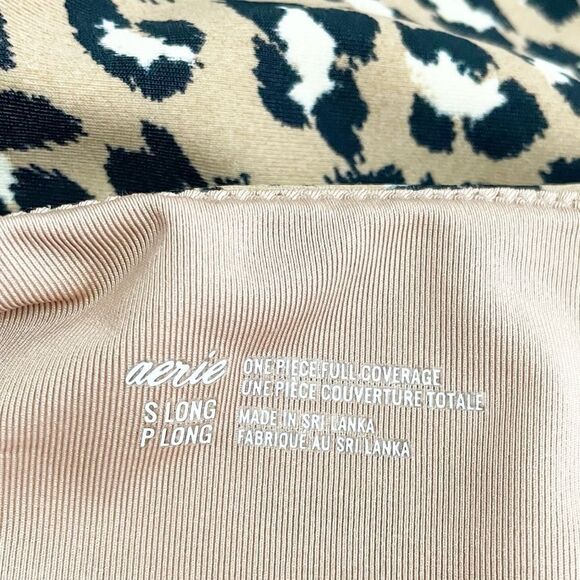 aerie
ONE PIECE FULL COVERAGE
UNE PIÈCE COUVERTURE TOTALE
S LONG
P LONG
MADE IN SRI LANKA
FABRIQUÉ AU SRI LANKA